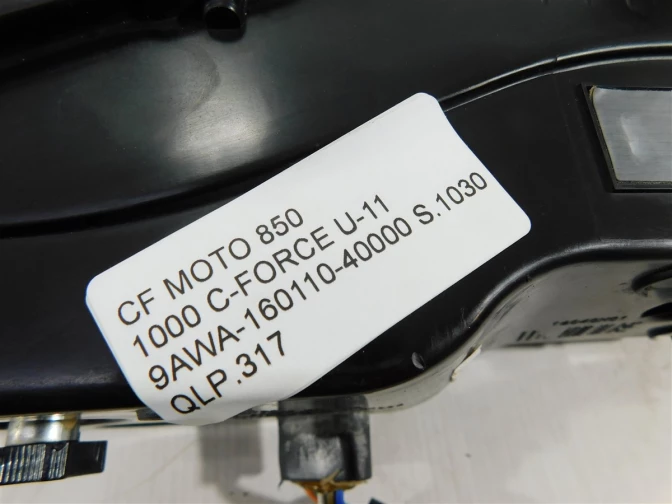 CF MOTO 850
1000 C-FORCE U-11
9AWA-160110-40000 S.1030
QLP.317